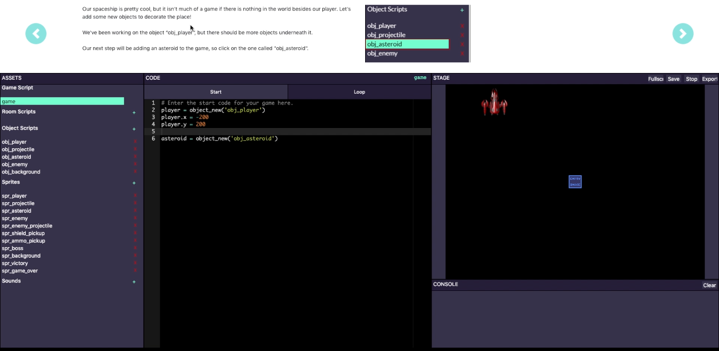 Our spaceship is pretty cool, but it isn't much of a game if there is nothing in the world besides our player. Let's
add some new objects to decorate the place!
We've been working on the object "obj_player", but there should be more objects underneath it.
Our next step will be adding an asteroid to the game, so click on the one called "obj_asteroid".
Object Scripts +
obj_player
obj_projectile
obj_asteroid
obj_enemy
ASSETS
Game Script
game
Room Scripts +
Object Scripts +
obj_player
obj_projectile
obj_asteroid
obj_enemy
obj_background
Sprites +
spr_player
spr_projectile
spr_asteroid
spr_enemy
spr_enemy_projectile
spr_shield_pickup
spr_ammo_pickup
spr_boss
spr_background
spr_victory
spr_game_over
Sounds +
CODE game
Start Loop
1 # Enter the start code for your game here.
2 player = object_new('obj_player')
3 player.x = -200
4 player.y = 200
5
6 asteroid = object_new('obj_asteroid')
STAGE Fullsc Save Stop Export
CONSOLE Clear